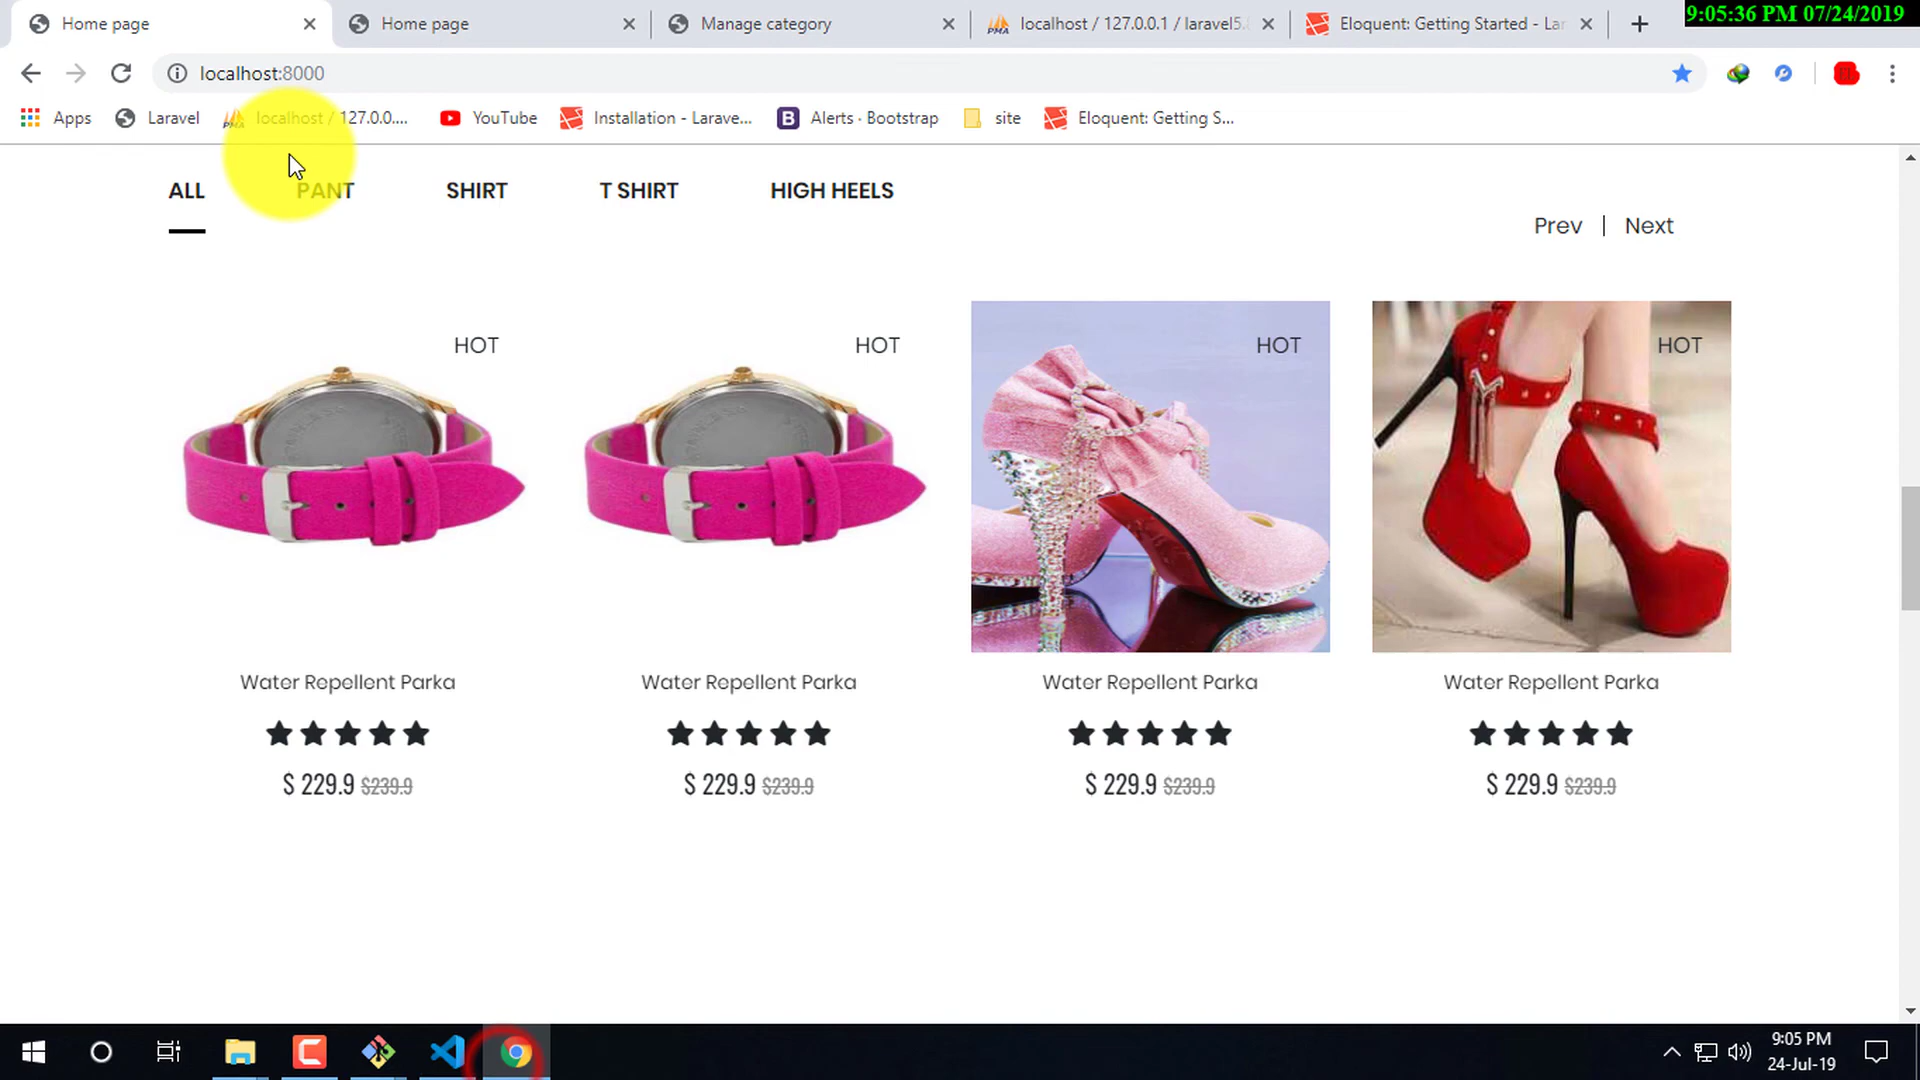 Home page
Home page
Manage category
localhost / 127.0.0.1 / laravel5.
Eloquent: Getting Started - La
9:05:36 PM 07/24/2019
localhost:8000
Apps
Laravel
localhost / 127.0.0....
YouTube
Installation - Larave...
Alerts · Bootstrap
site
Eloquent: Getting S...
ALL
PANT
SHIRT
T SHIRT
HIGH HEELS
Prev | Next
HOT
HOT
HOT
HOT
Water Repellent Parka
Water Repellent Parka
Water Repellent Parka
Water Repellent Parka
$ 229.9 $239.9
$ 229.9 $239.9
$ 229.9 $239.9
$ 229.9 $239.9
9:05 PM
24-Jul-19